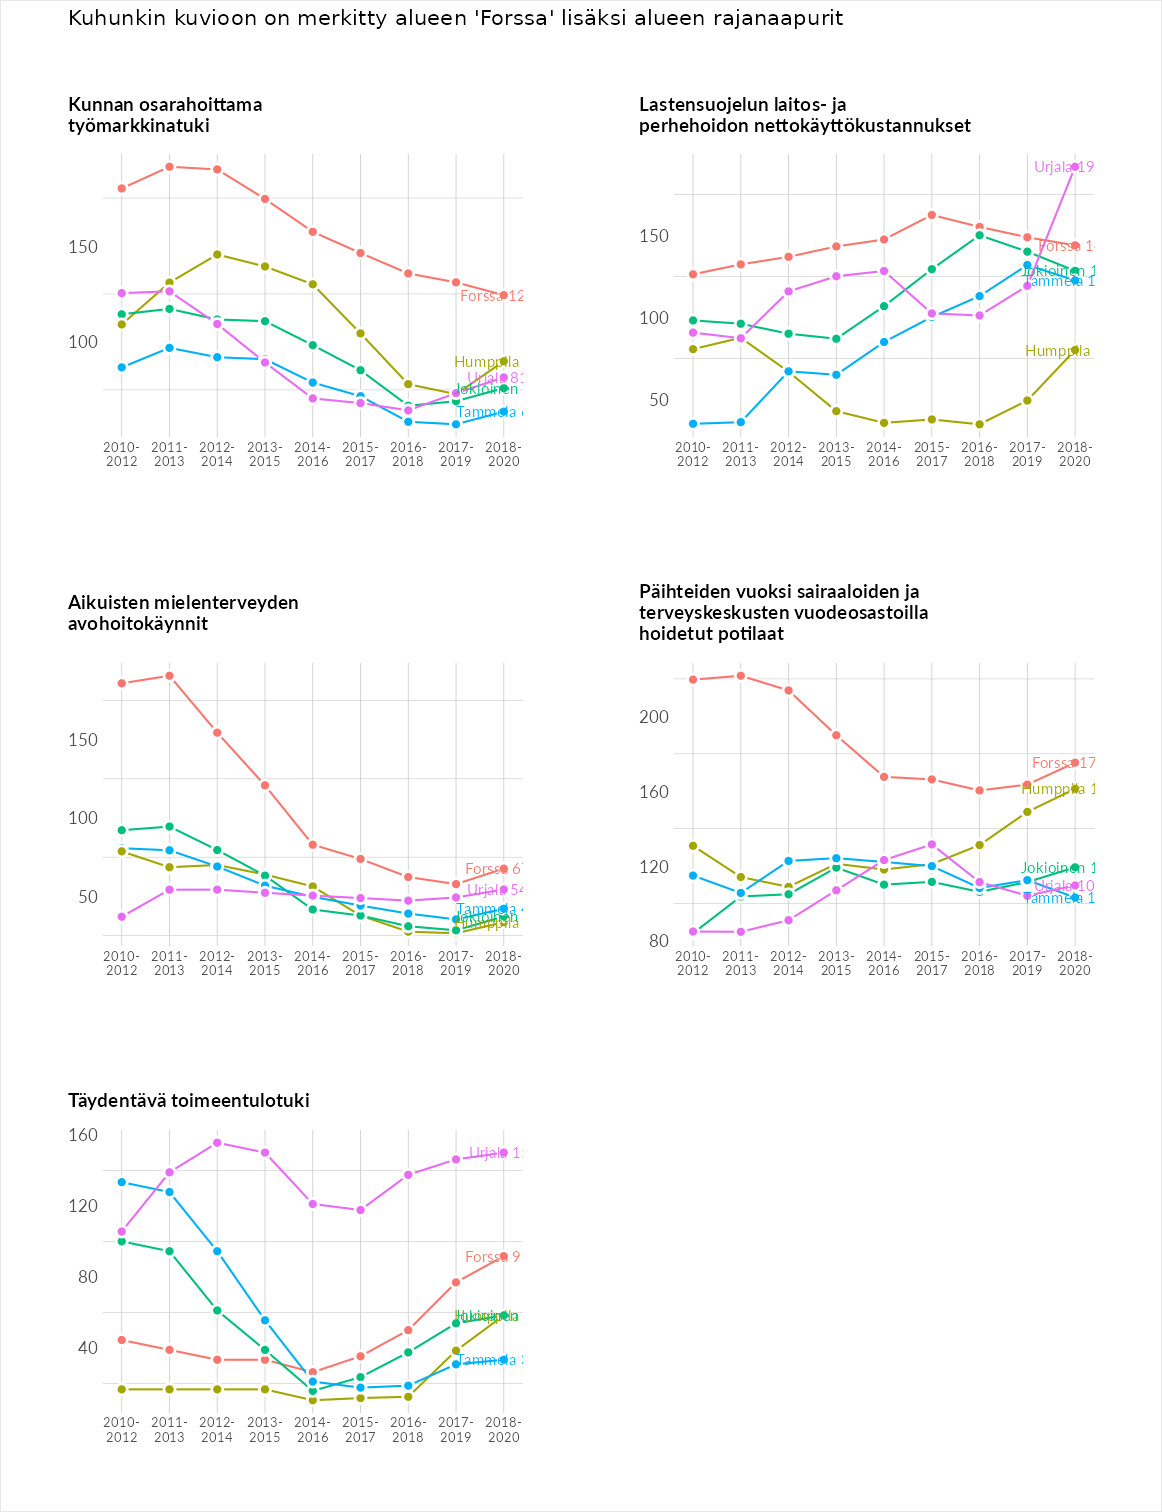 Kuhunkin kuvioon on merkitty alueen 'Forssa' lisäksi alueen rajanaapurit
Kunnan osarahoittama
työmarkkinatuki
150
100
Forssa 12
Humppila
Urjala 81
Jokioinen
Tammela
2010-2012 2011-2013 2012-2014 2013-2015 2014-2016 2015-2017 2016-2018 2017-2019 2018-2020
Lastensuojelun laitos- ja
perhehoidon nettokäyttökustannukset
150
100
50
Urjala 19
Forssa 1
Jokioinen 1
Tammela 1
Humppila
2010-2012 2011-2013 2012-2014 2013-2015 2014-2016 2015-2017 2016-2018 2017-2019 2018-2020
Aikuisten mielenterveyden
avohoitokäynnit
150
100
50
Forssa 6
Urjala 54
Tammela
Jokioinen
Humppila
2010-2012 2011-2013 2012-2014 2013-2015 2014-2016 2015-2017 2016-2018 2017-2019 2018-2020
Päihteiden vuoksi sairaaloiden ja
terveyskeskusten vuodeosastoilla
hoidetut potilaat
200
160
120
80
Forssa 17
Humppila 1
Jokioinen 1
Urjala 10
Tammela 1
2010-2012 2011-2013 2012-2014 2013-2015 2014-2016 2015-2017 2016-2018 2017-2019 2018-2020
Täydentävä toimeentulotuki
160
120
80
40
Urjala 1
Forssa 9
Jokioinen
Humppila
Tammela
2010-2012 2011-2013 2012-2014 2013-2015 2014-2016 2015-2017 2016-2018 2017-2019 2018-2020